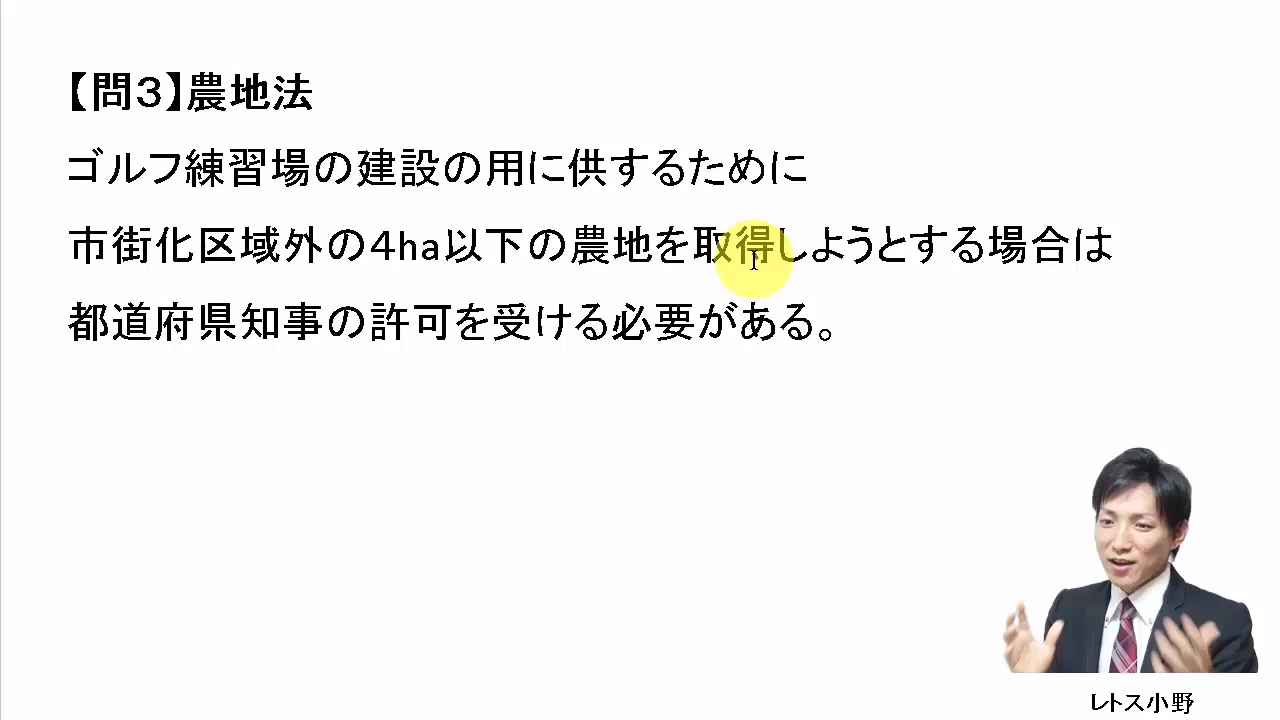 【問３】農地法
ゴルフ練習場の建設の用に供するために
市街化区域外の４ha以下の農地を取得しようとする場合は
都道府県知事の許可を受ける必要がある。
レトス小野